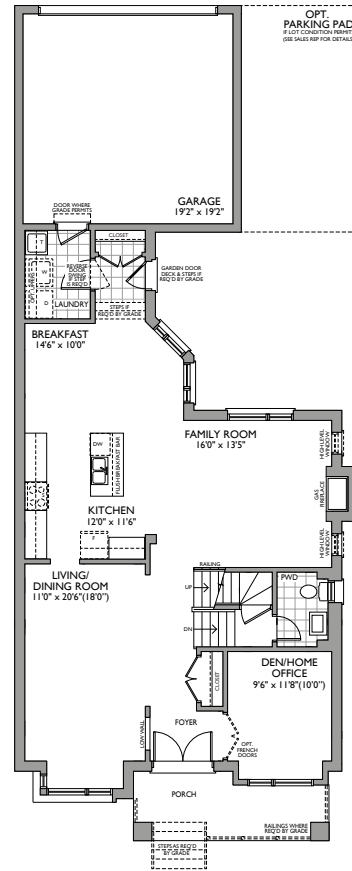 OPT.
PARKING PAD
IF LOT CONDITION PERMITS
(SEE SALES REP FOR DETAILS
GARAGE
19'2" x 19'2"
DOOR WHERE
GRADE PERMITS
CLOSET
T
W
D
REVERSE
DOOR
SWING
IF STEP
IS REQ'D
LAUNDRY
GARDEN DOOR
DECK & STEPS IF
REQ'D BY GRADE
STEPS IF
REQ'D BY GRADE
BREAKFAST
14'6" x 10'0"
FAMILY ROOM
16'0" x 13'5"
HIGH LEVEL
WINDOW
DW
FLUSH BREAKFAST BAR
GAS
FIREPLACE
KITCHEN
12'0" x 11'6"
F
HIGH LEVEL
WINDOW
LIVING/
DINING ROOM
11'0" x 20'6"(18'0")
RAILING
UP
PWD
DN
CLOSET
DEN/HOME
OFFICE
9'6" x 11'8"(10'0")
LOW WALL
FOYER
OPT.
FRENCH
DOORS
PORCH
RAILINGS WHERE
REQ'D BY GRADE
STEPS AS REQ'D
BY GRADE